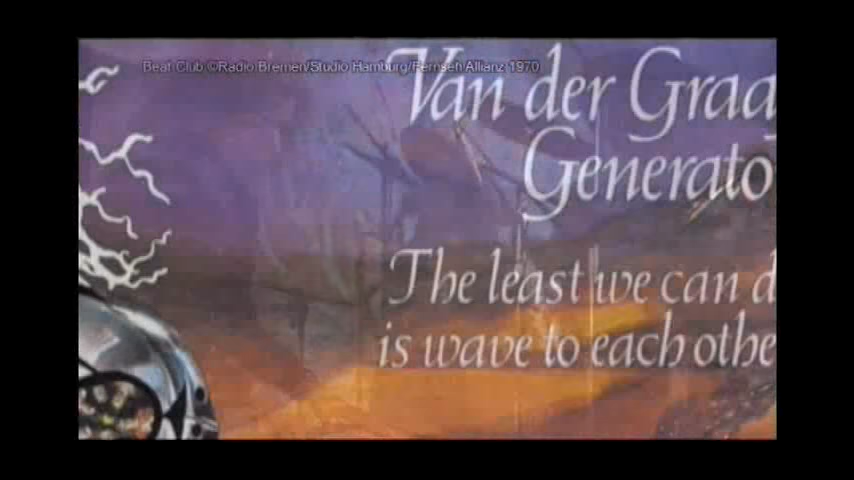 Beat Club ©Radio Bremen/Studio Hamburg/Fernseh Allianz 1970
Van der Graa
Generato
The least we can d
is wave to each othe